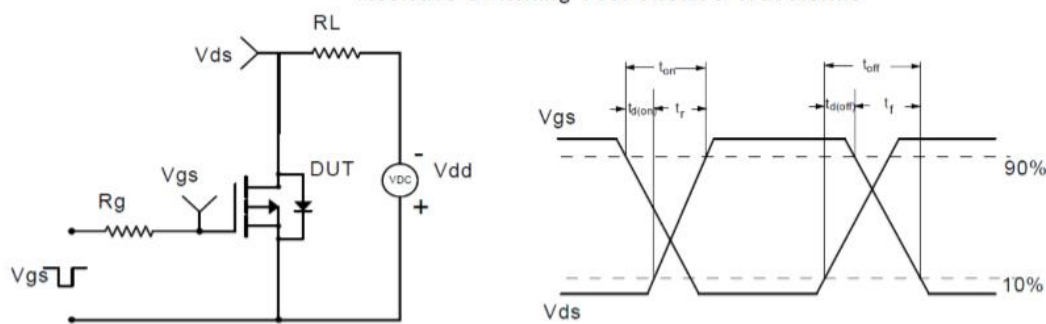 RL
Vds
Vgs
DUT
VDC
-
+
Vdd
Rg
Vgs
ton
toff
td(on)
tr
td(off)
tf
Vgs
90%
10%
Vds